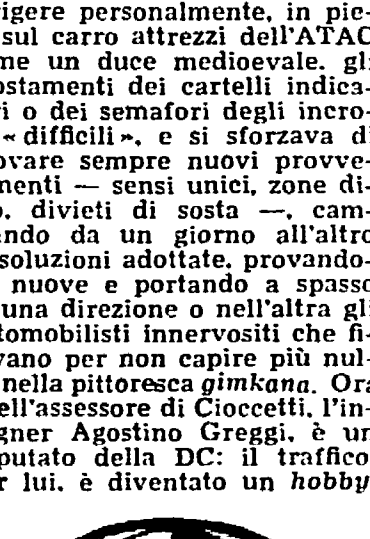 rigere personalmente, in pie-
sul carro attrezzi dell'ATAC
me un duce medioevale. gli
ostamenti dei cartelli indica-
ri o dei semafori degli incro-
« difficili », e si sforzava di
ovare sempre nuovi provve-
menti — sensi unici, zone di-
o, divieti di sosta —, cam-
endo da un giorno all'altro
soluzioni adottate, provando-
nuove e portando a spasso
una direzione o nell'altra gli
tomobilisti innervositi che fi-
vano per non capire più nul-
nella pittoresca gimkana. Ora
ell'assessore di Cioccetti, l'in-
gner Agostino Greggi, è un
putato della DC: il traffico,
r lui, è diventato un hobby